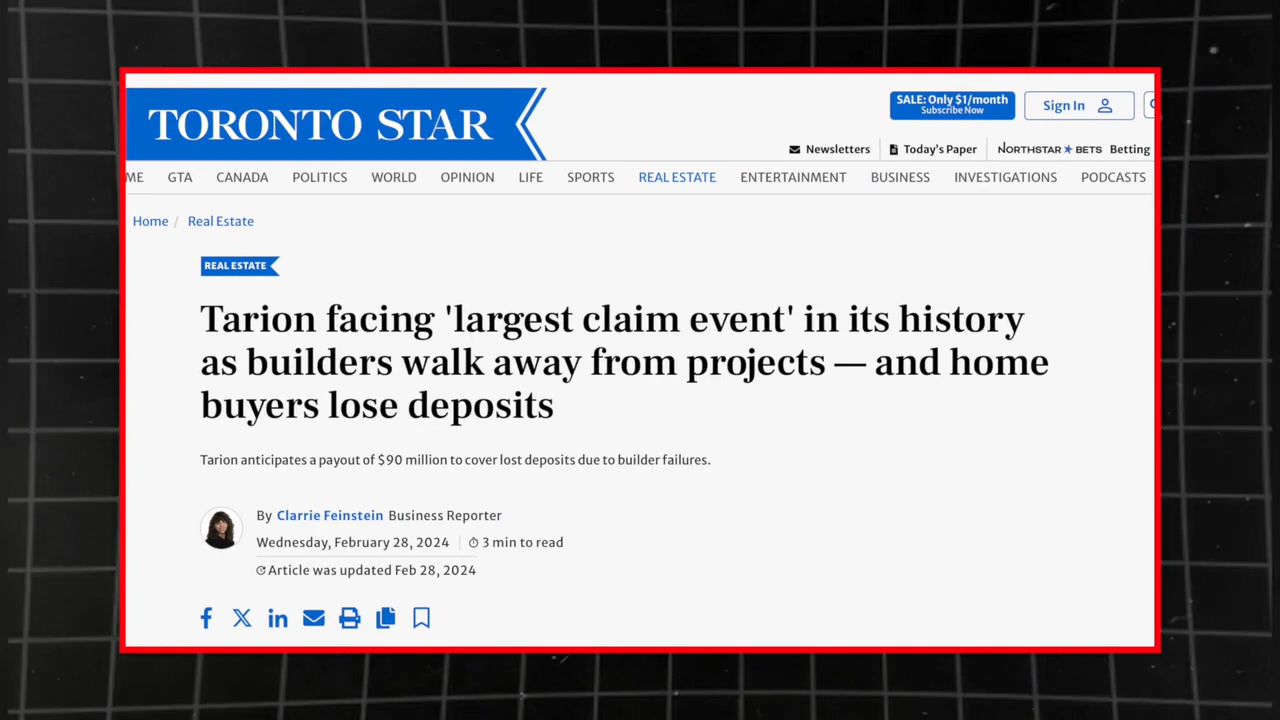 TORONTO STAR
SALE: Only $1/month
Subscribe Now
Sign In
Newsletters
Today's Paper
NORTHSTAR BETS Betting
ME GTA CANADA POLITICS WORLD OPINION LIFE SPORTS REAL ESTATE ENTERTAINMENT BUSINESS INVESTIGATIONS PODCASTS
Home / Real Estate
REAL ESTATE
Tarion facing 'largest claim event' in its history
as builders walk away from projects — and home
buyers lose deposits
Tarion anticipates a payout of $90 million to cover lost deposits due to builder failures.
By Clarrie Feinstein Business Reporter
Wednesday, February 28, 2024 3 min to read
Article was updated Feb 28, 2024